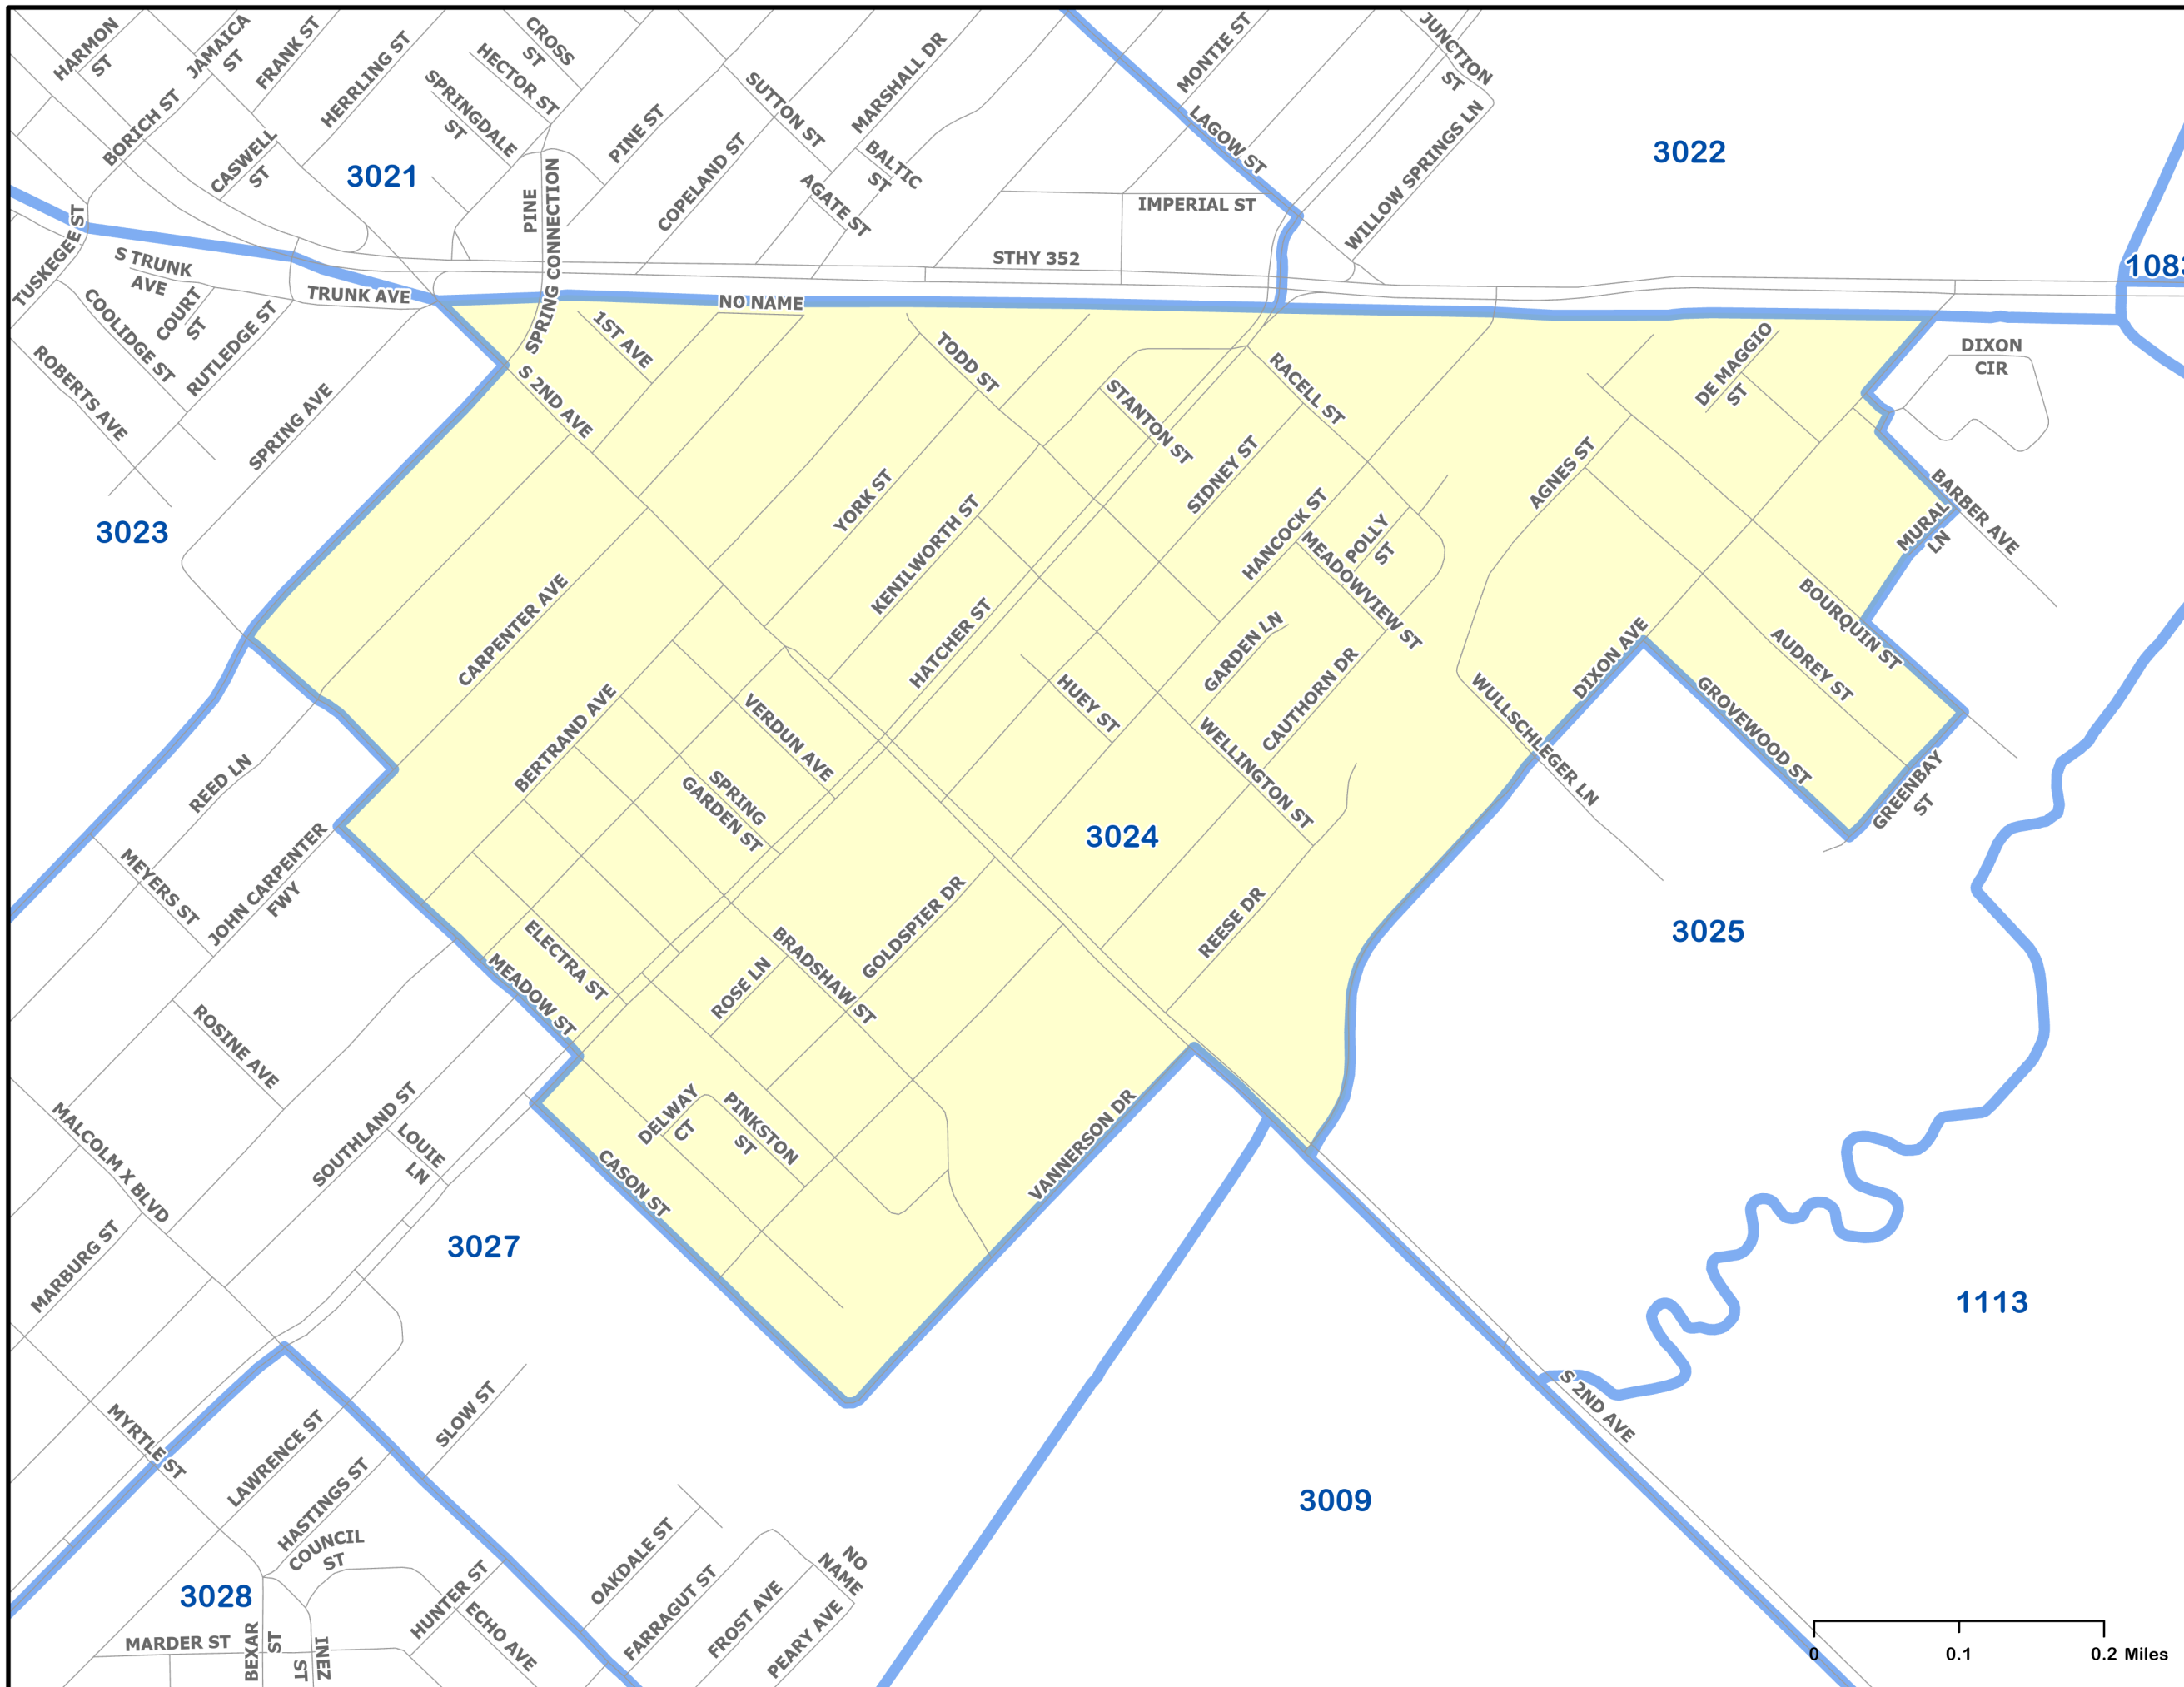 HARMON
ST
JAMAICA
ST
FRANK ST
HERRLING ST
CROSS
ST
HECTOR ST
SPRINGDALE
ST
BORICH ST
CASWELL
ST
3021
PINE ST
SUTTON ST
MARSHALL DR
BALTIC
ST
COPELAND ST
AGATE ST
MONTIE ST
LAGOW ST
JUNCTION
ST
WILLOW SPRINGS LN
3022
IMPERIAL ST
STHY 352
1083
TUSKEGEE ST
S TRUNK
AVE
TRUNK AVE
COURT
ST
COOLIDGE ST
RUTLEDGE ST
ROBERTS AVE
SPRING AVE
3023
PINE
SPRING CONNECTION
NO NAME
1ST AVE
S 2ND AVE
TODD ST
STANTON ST
RACELL ST
SIDNEY ST
DE MAGGIO
ST
DIXON
CIR
YORK ST
KENILWORTH ST
HATCHER ST
HANCOCK ST
POLLY
ST
MEADOWVIEW ST
AGNES ST
BARBER AVE
MURAL
LN
CARPENTER AVE
GARDEN LN
CAUTHORN DR
HUEY ST
WELLINGTON ST
WULLSCHLEGER LN
DIXON AVE
BOURQUIN ST
AUDREY ST
GROVEWOOD ST
GREENBAY
ST
BERTRAND AVE
VERDUN AVE
SPRING
GARDEN ST
3024
REED LN
MEYERS ST
JOHN CARPENTER
FWY
REESE DR
GOLDSPIER DR
3025
ELECTRA ST
MEADOW ST
BRADSHAW ST
ROSE LN
ROSINE AVE
SOUTHLAND ST
LOUIE
LN
DELWAY
CT
PINKSTON
ST
CASON ST
VANNERSON DR
MALCOLM X BLVD
MARBURG ST
3027
1113
MYRTLE ST
LAWRENCE ST
SLOW ST
HASTINGS ST
COUNCIL
ST
S 2ND AVE
3009
3028
HUNTER ST
ECHO AVE
OAKDALE ST
FARRAGUT ST
FROST AVE
NO
NAME
PEARY AVE
MARDER ST
BEXAR
ST
INEZ
ST
0
0.1
0.2 Miles